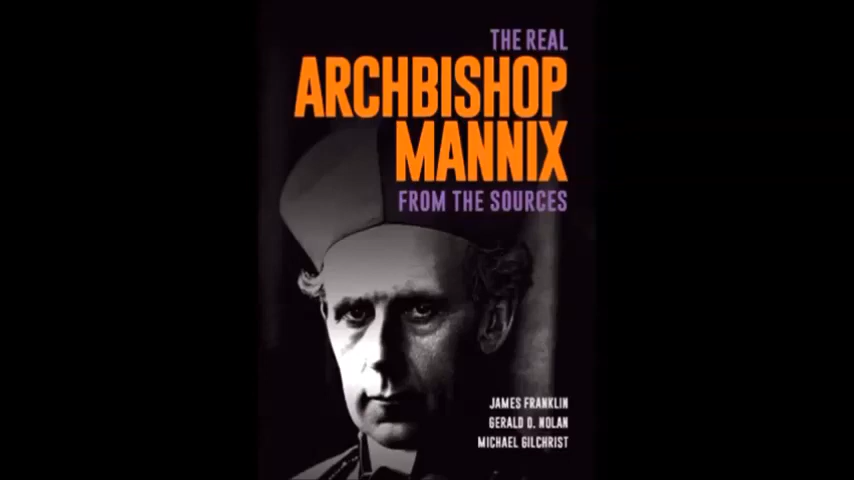 THE REAL
ARCHBISHOP
MANNIX
FROM THE SOURCES
JAMES FRANKLIN
GERALD O. NOLAN
MICHAEL GILCHRIST